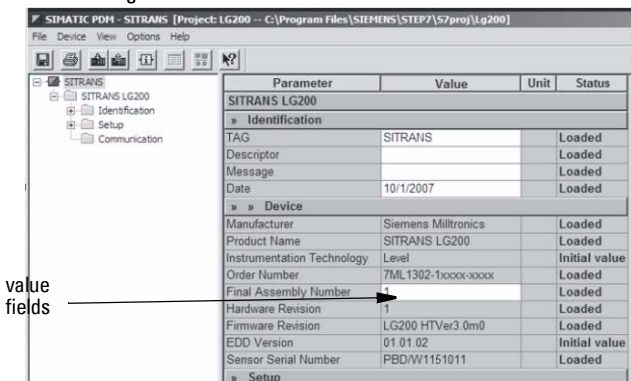 SIMATIC PDM - SITRANS [Project: LG200 -- C:\Program Files\SIEMENS\STEP7\S7proj\Lg200]
File Device View Options Help
SITRANS
SITRANS LG200
Identification
Setup
Communication
Parameter Value Unit Status
SITRANS LG200
» Identification
TAG SITRANS Loaded
Descriptor Loaded
Message Loaded
Date 10/1/2007 Loaded
» » Device
Manufacturer Siemens Milltronics Loaded
Product Name SITRANS LG200 Loaded
Instrumentation Technology Level Initial value
Order Number 7ML1302-1xxxx-xxxx Loaded
Final Assembly Number 1 Loaded
Hardware Revision 1 Loaded
Firmware Revision LG200 HTVer3.0m0 Loaded
EDD Version 01.01.02 Initial value
Sensor Serial Number PBD/W1151011 Loaded
» Setup
value
fields